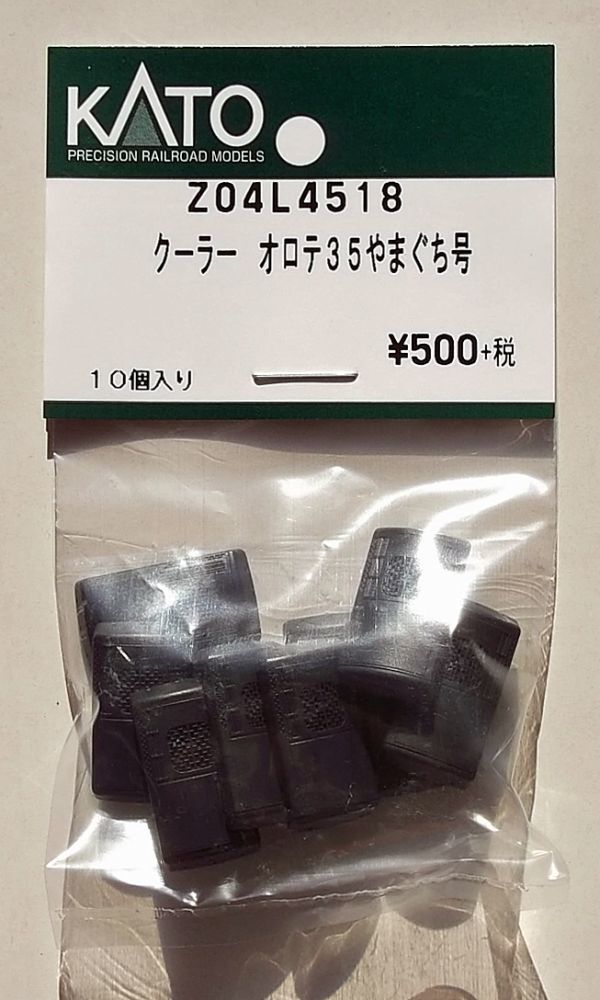 KATO
PRECISION RAILROAD MODELS
Z04L4518
クーラー オロテ35やまぐち号
¥500+税
10個入り